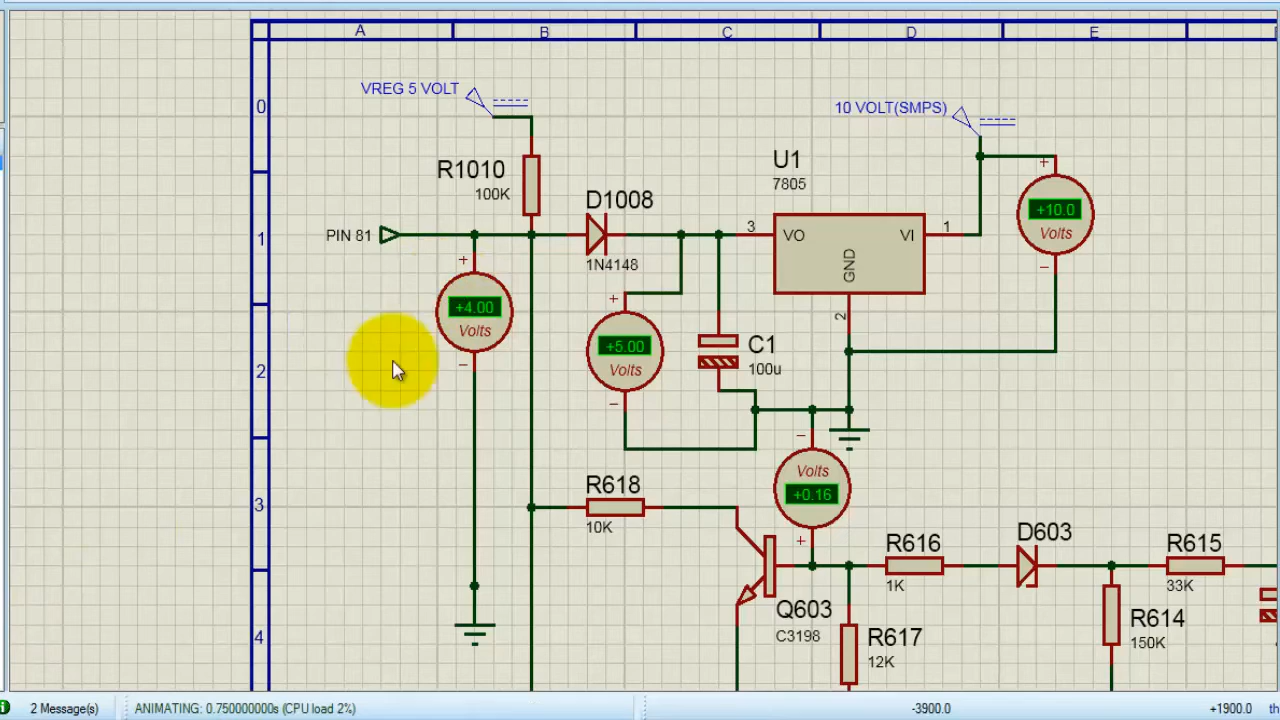 A B C D E
0
VREG 5 VOLT
10 VOLT(SMPS)
U1
7805
R1010
100K
+
+10.0
Volts
−
D1008
1N4148
1
PIN 81
3
VO
VI
1
GND
2
+
+4.00
Volts
−
+
+5.00
Volts
−
C1
100u
2
−
Volts
+0.16
+
3
R618
10K
R616
1K
D603
R615
33K
Q603
C3198
R617
12K
R614
150K
4
2 Message(s)
ANIMATING: 0.750000000s (CPU load 2%)
-3900.0
+1900.0
th